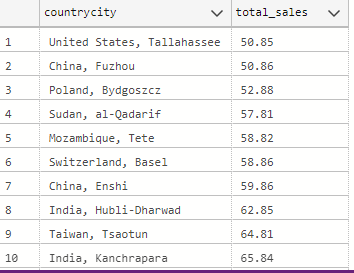 countrycity total_sales
1 United States, Tallahassee 50.85
2 China, Fuzhou 50.86
3 Poland, Bydgoszcz 52.88
4 Sudan, al-Qadarif 57.81
5 Mozambique, Tete 58.82
6 Switzerland, Basel 58.86
7 China, Enshi 59.86
8 India, Hubli-Dharwad 62.85
9 Taiwan, Tsaotun 64.81
10 India, Kanchrapara 65.84